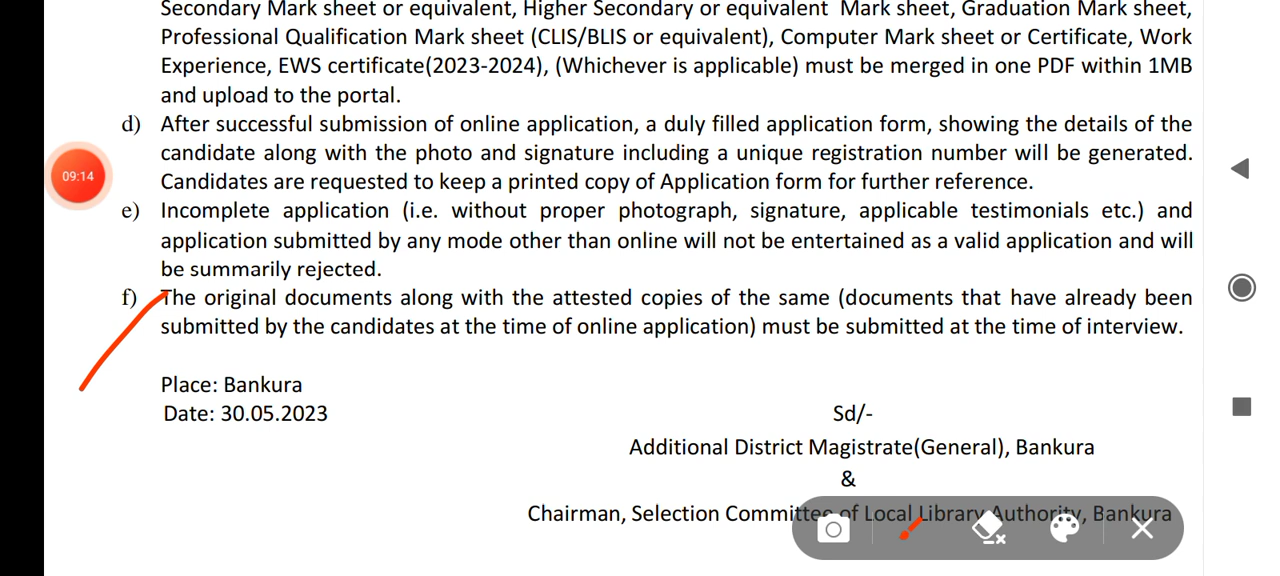 Secondary Mark sheet or equivalent, Higher Secondary or equivalent Mark sheet, Graduation Mark sheet,
Professional Qualification Mark sheet (CLIS/BLIS or equivalent), Computer Mark sheet or Certificate, Work
Experience, EWS certificate(2023-2024), (Whichever is applicable) must be merged in one PDF within 1MB
and upload to the portal.
d) After successful submission of online application, a duly filled application form, showing the details of the
candidate along with the photo and signature including a unique registration number will be generated.
Candidates are requested to keep a printed copy of Application form for further reference.
09:14
e) Incomplete application (i.e. without proper photograph, signature, applicable testimonials etc.) and
application submitted by any mode other than online will not be entertained as a valid application and will
be summarily rejected.
f) The original documents along with the attested copies of the same (documents that have already been
submitted by the candidates at the time of online application) must be submitted at the time of interview.
Place: Bankura
Date: 30.05.2023
Sd/-
Additional District Magistrate(General), Bankura
&
Chairman, Selection Committee of Local Library Authority, Bankura